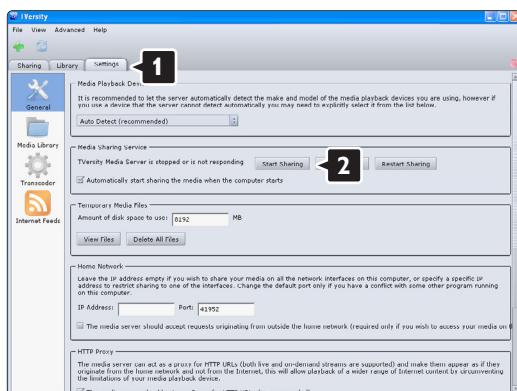 TVersity
File View Advanced Help
Sharing Library Settings
1
General
Media Library
Transcoder
Internet Feeds
Media Playback
It is recommended to let the server automatically detect the make and model of the media playback devices you are using, however if
you use a device that the server cannot detect automatically you may need to explicitly select it from the list below.
Auto Detect (recommended)
Media Sharing Service
TVersity Media Server is stopped or is not responding Start Sharing 2 Restart Sharing
Automatically start sharing the media when the computer starts
Temporary Media Files
Amount of disk space to use: 8192 MB
View Files Delete All Files
Home Network
Leave the IP address empty if you wish to share your media on all the network interfaces on this computer, or specify a specific IP
address to restrict sharing to one of the interfaces. Change the default port only if you have a conflict with some other program running
on this computer.
IP Address: Port: 41952
The media server should accept requests originating from outside the home network (required only if you wish to access your media on
HTTP Proxy
The media server can act as a proxy for HTTP URLs (both live and on-demand streams are supported) and make them appear as if they
originate from the home network and not from the Internet, this will allow playback of a wider range of Internet content by circumventing
the limitations of your media playback device.